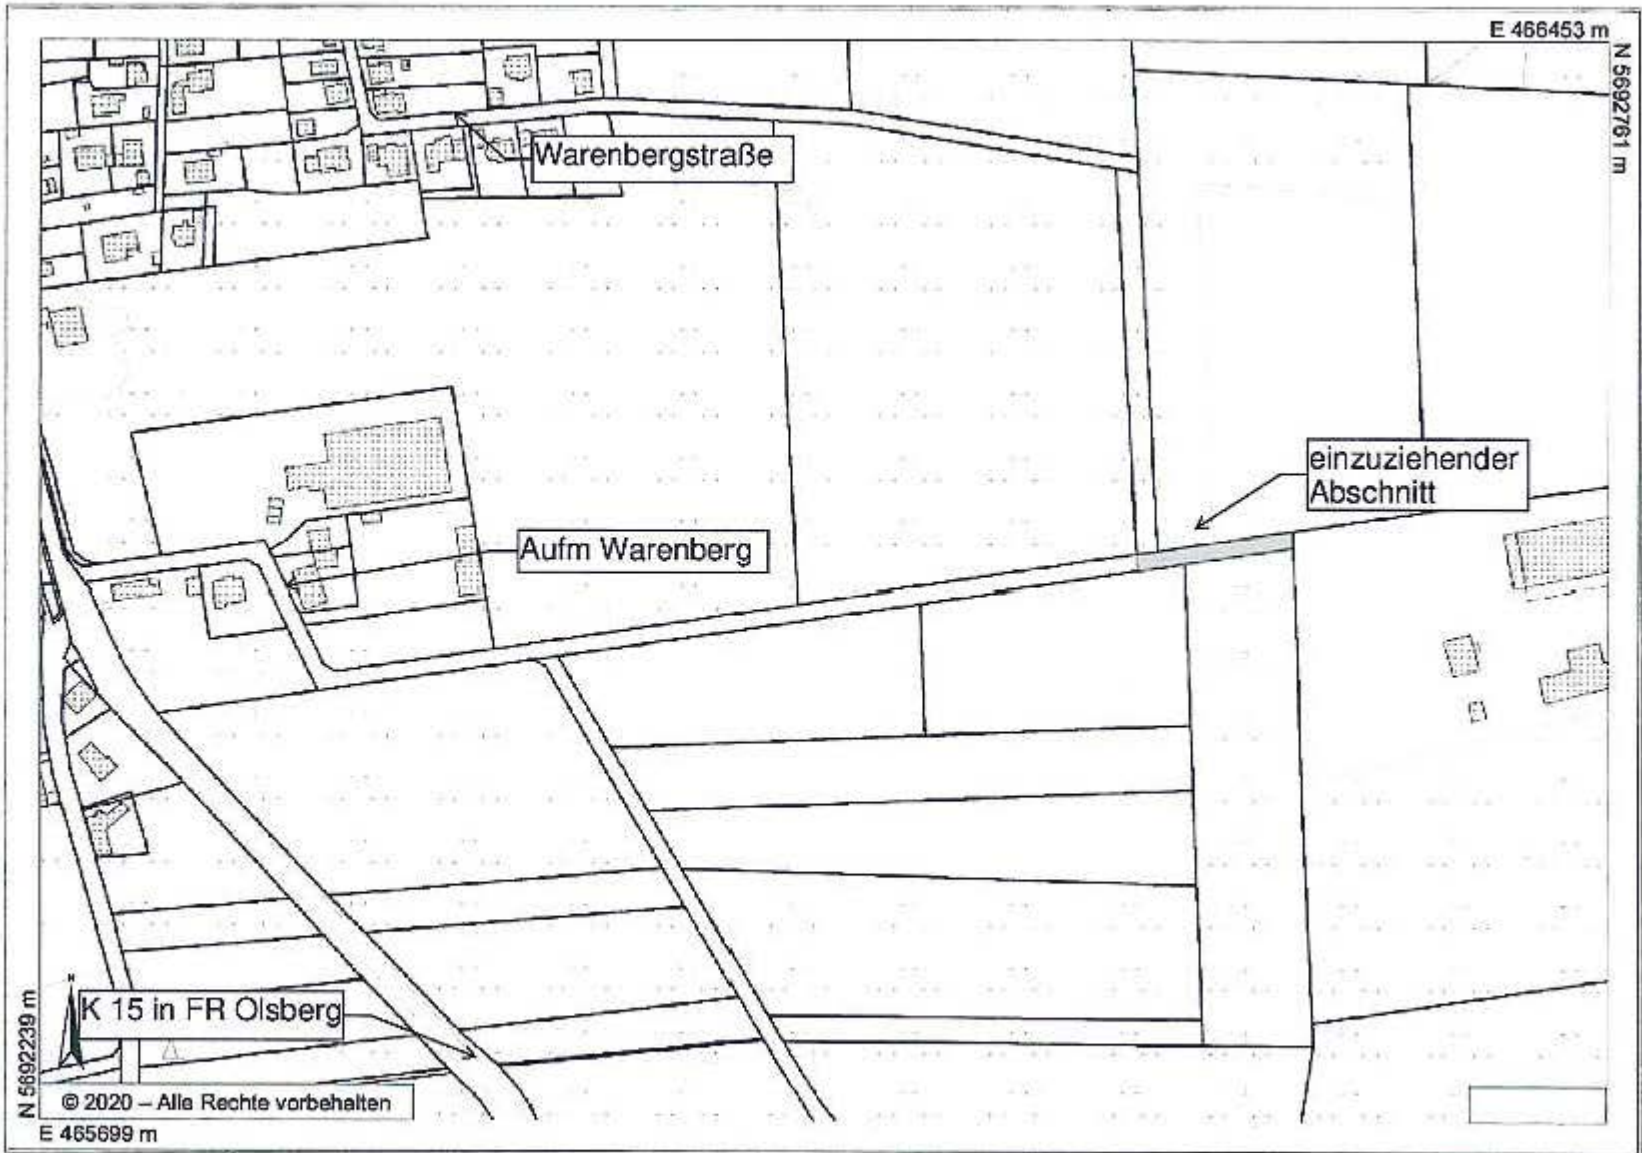 E 466453 m
N 5692761 m
Warenbergstraße
einzuziehender
Abschnitt
Aufm Warenberg
K 15 in FR Olsberg
N 5692239 m
© 2020 – Alle Rechte vorbehalten
E 465699 m